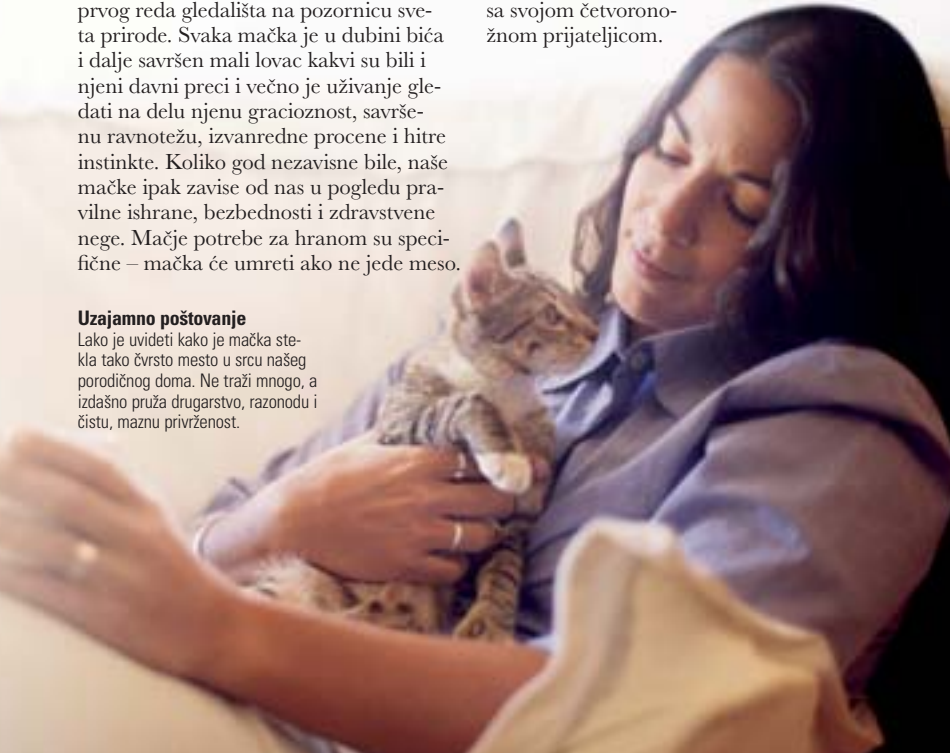 prvog reda gledališta na pozornicu sve-
ta prirode. Svaka mačka je u dubini bića
i dalje savršen mali lovac kakvi su bili i
njeni davni preci i večno je uživanje gle-
dati na delu njenu gracioznost, savrše-
nu ravnotežu, izvanredne procene i hitre
instinkte. Koliko god nezavisne bile, naše
mačke ipak zavise od nas u pogledu pra-
vilne ishrane, bezbednosti i zdravstvene
nege. Mačje potrebe za hranom su speci-
fične – mačka će umreti ako ne jede meso.
sa svojom četvorono-
žnom prijateljicom.
Uzajamno poštovanje
Lako je uvideti kako je mačka ste-
kla tako čvrsto mesto u srcu našeg
porodičnog doma. Ne traži mnogo, a
izdašno pruža drugarstvo, razonodu i
čistu, maznu privrženost.